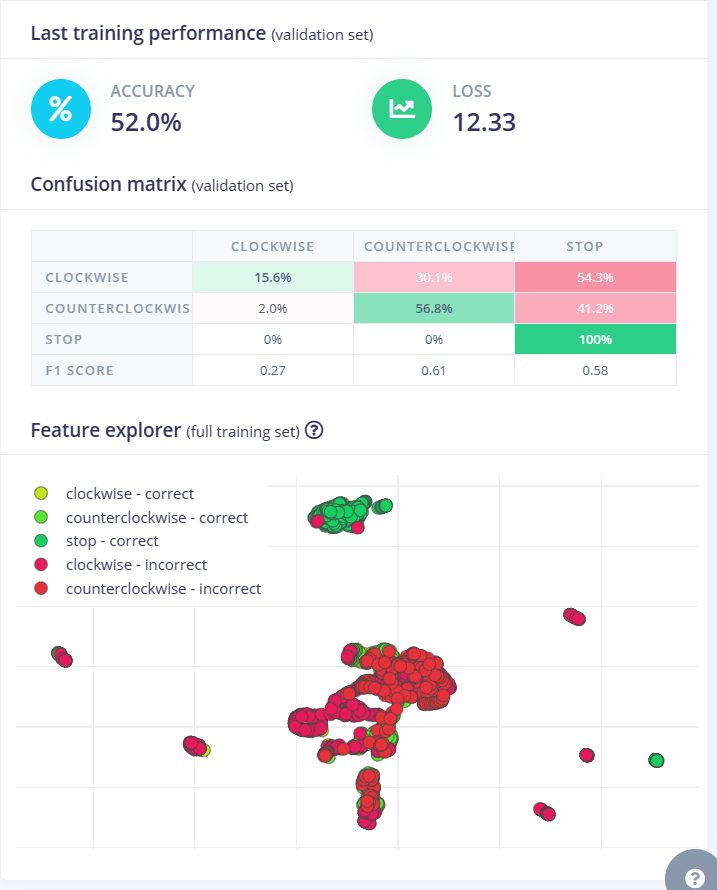 Last training performance (validation set)
% ACCURACY
52.0%
LOSS
12.33
Confusion matrix (validation set)
CLOCKWISE COUNTERCLOCKWISE STOP
CLOCKWISE 15.6% 30.1% 54.3%
COUNTERCLOCKWIS 2.0% 56.8% 41.2%
STOP 0% 0% 100%
F1 SCORE 0.27 0.61 0.58
Feature explorer (full training set) ?
clockwise - correct
counterclockwise - correct
stop - correct
clockwise - incorrect
counterclockwise - incorrect
?